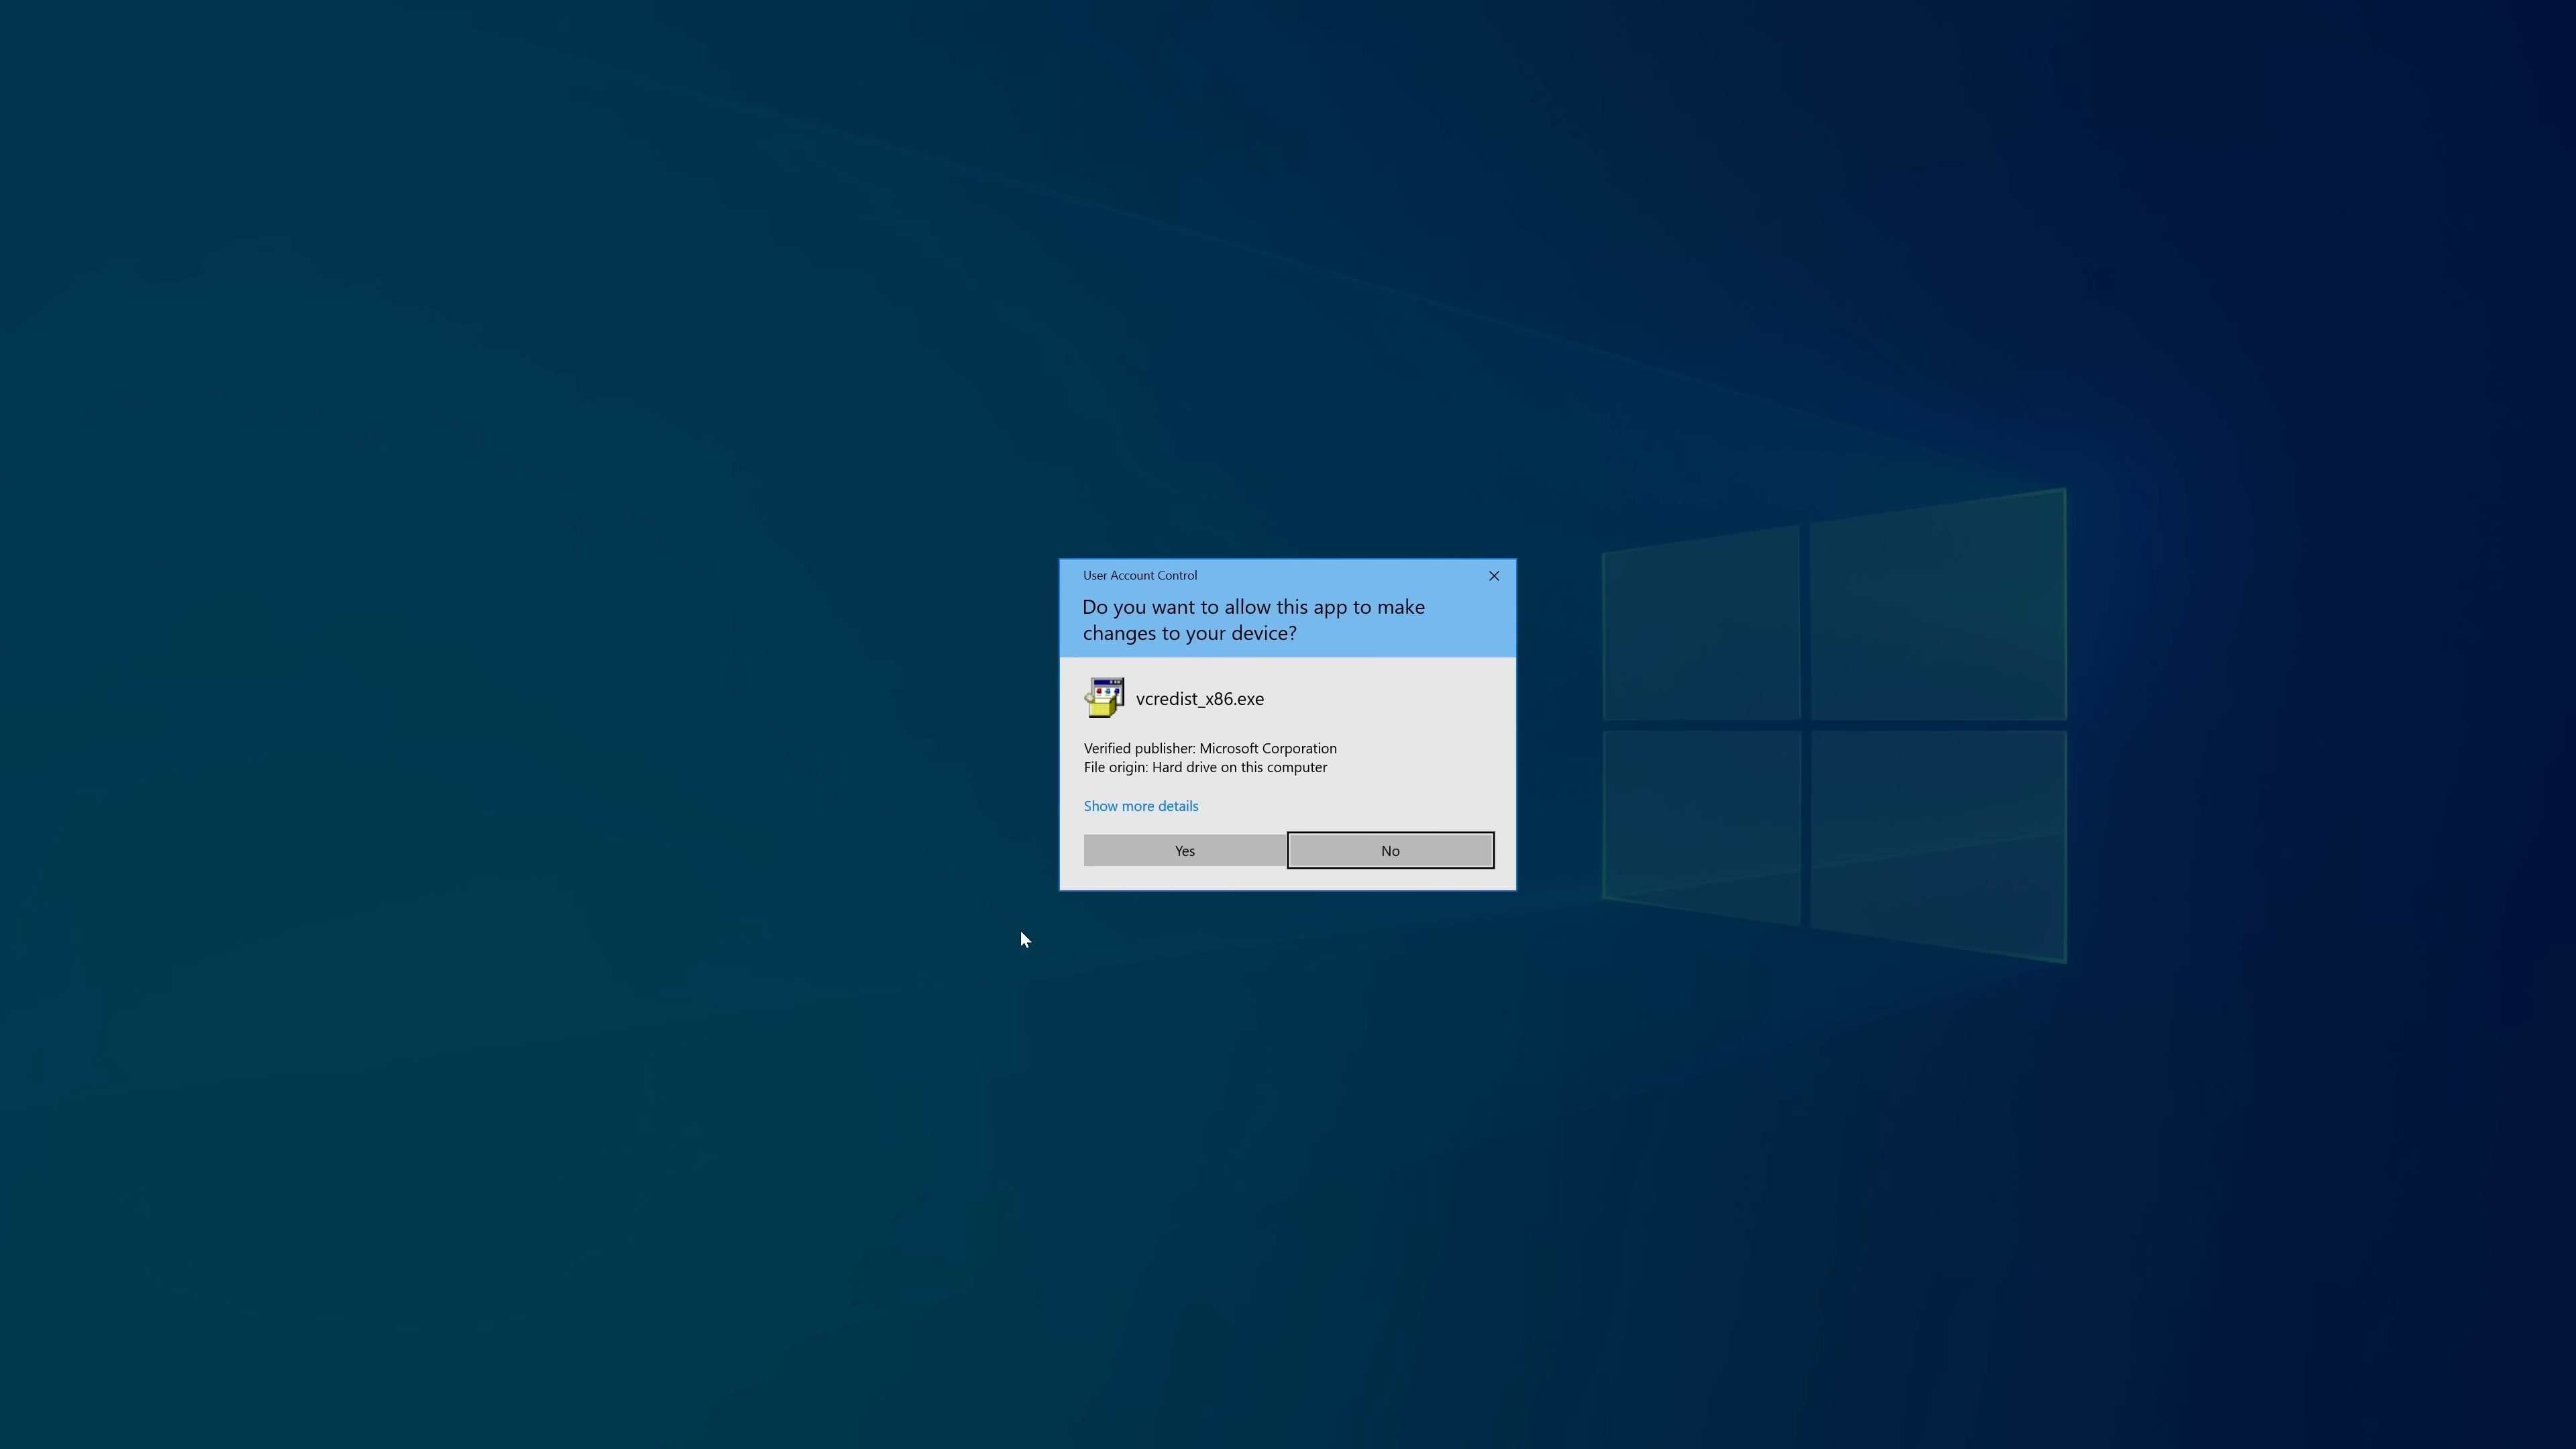 User Account Control
Do you want to allow this app to make
changes to your device?
vcredist_x86.exe
Verified publisher: Microsoft Corporation
File origin: Hard drive on this computer
Show more details
Yes
No